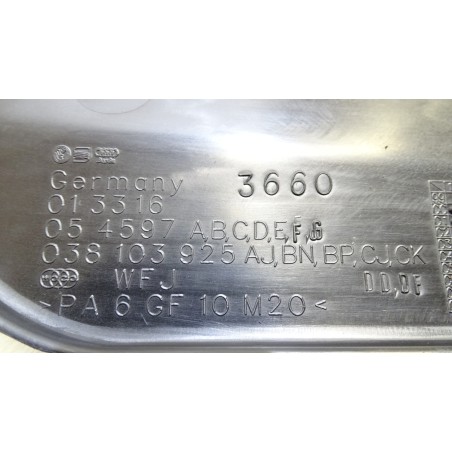 Germany 3660
013316
05 4597 A,B,C,D,E,F,G
038 103 925 AJ,BN,BP,CJ,CK
WFJ DD,DF
>PA 6 GF 10 M20<